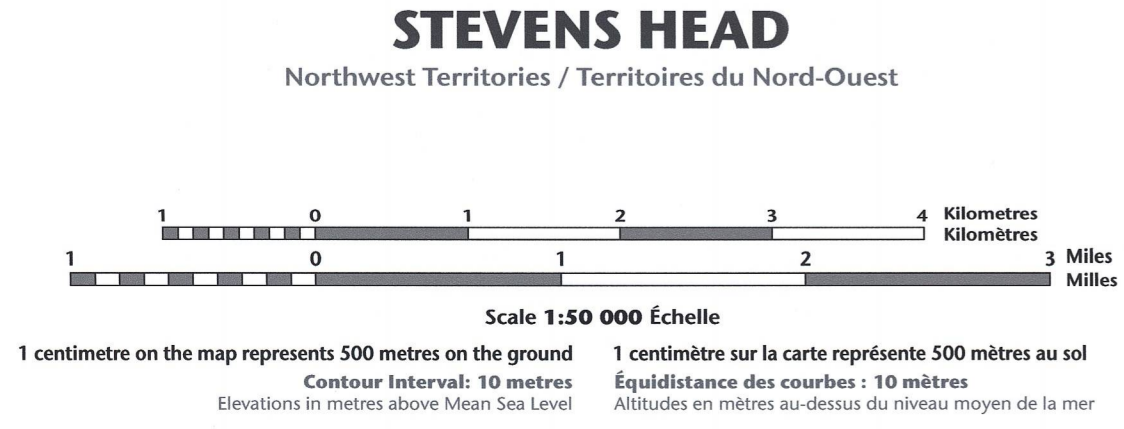 STEVENS HEAD
Northwest Territories / Territoires du Nord-Ouest
1 0 1 2 3 4 Kilometres
Kilomètres
1 0 1 2 3 Miles
Milles
Scale 1:50 000 Échelle
1 centimetre on the map represents 500 metres on the ground
Contour Interval: 10 metres
Elevations in metres above Mean Sea Level
1 centimètre sur la carte représente 500 mètres au sol
Équidistance des courbes : 10 mètres
Altitudes en mètres au-dessus du niveau moyen de la mer